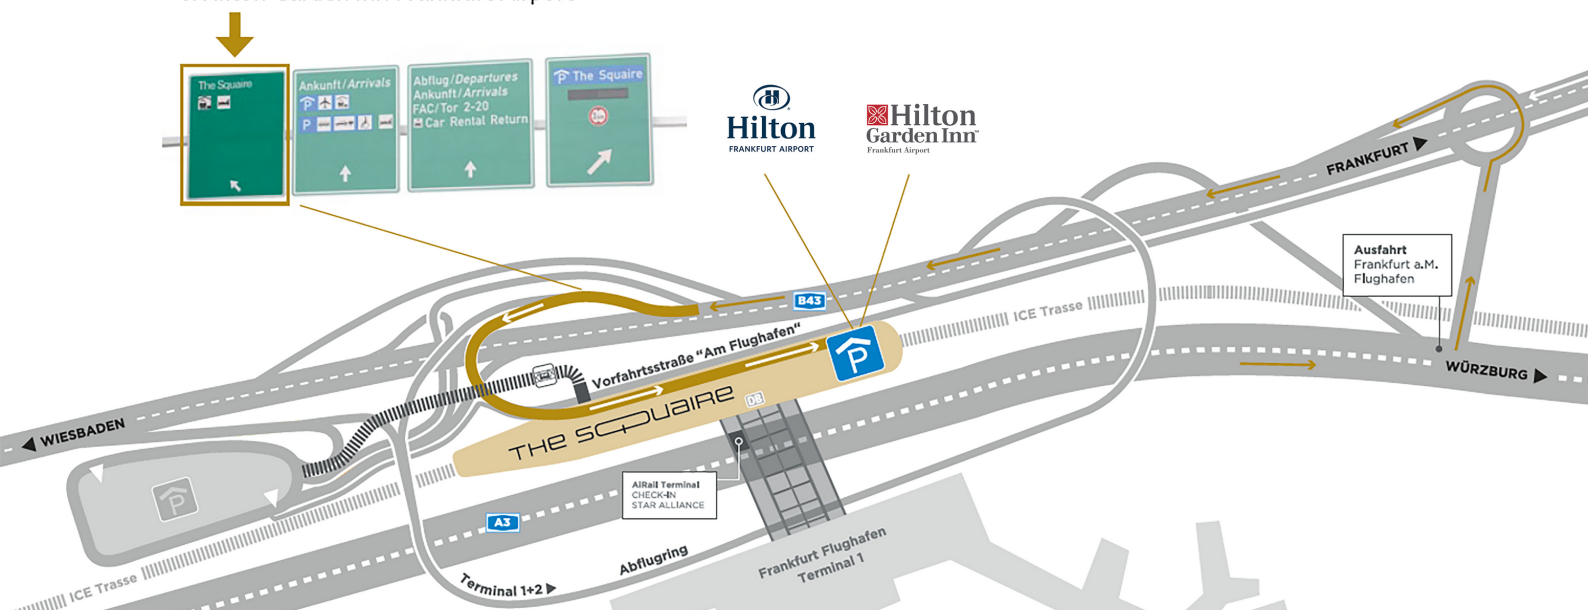 The Squaire
Ankunft/Arrivals
P
P
Abflug/Departures
Ankunft/Arrivals
FAC/Tor 2-20
Car Rental Return
P The Squaire
H
Hilton
FRANKFURT AIRPORT
Hilton
Garden Inn™
Frankfurt Airport
FRANKFURT
Ausfahrt
Frankfurt a.M.
Flughafen
B43
ICE Trasse
Vorfahrtsstraße “Am Flughafen“
P
WÜRZBURG
WIESBADEN
THE SQUAIRE
DB
P
AiRail Terminal
CHECK-IN
STAR ALLIANCE
A3
Abflugring
Frankfurt Flughafen
Terminal 1
Terminal 1+2
ICE Trasse